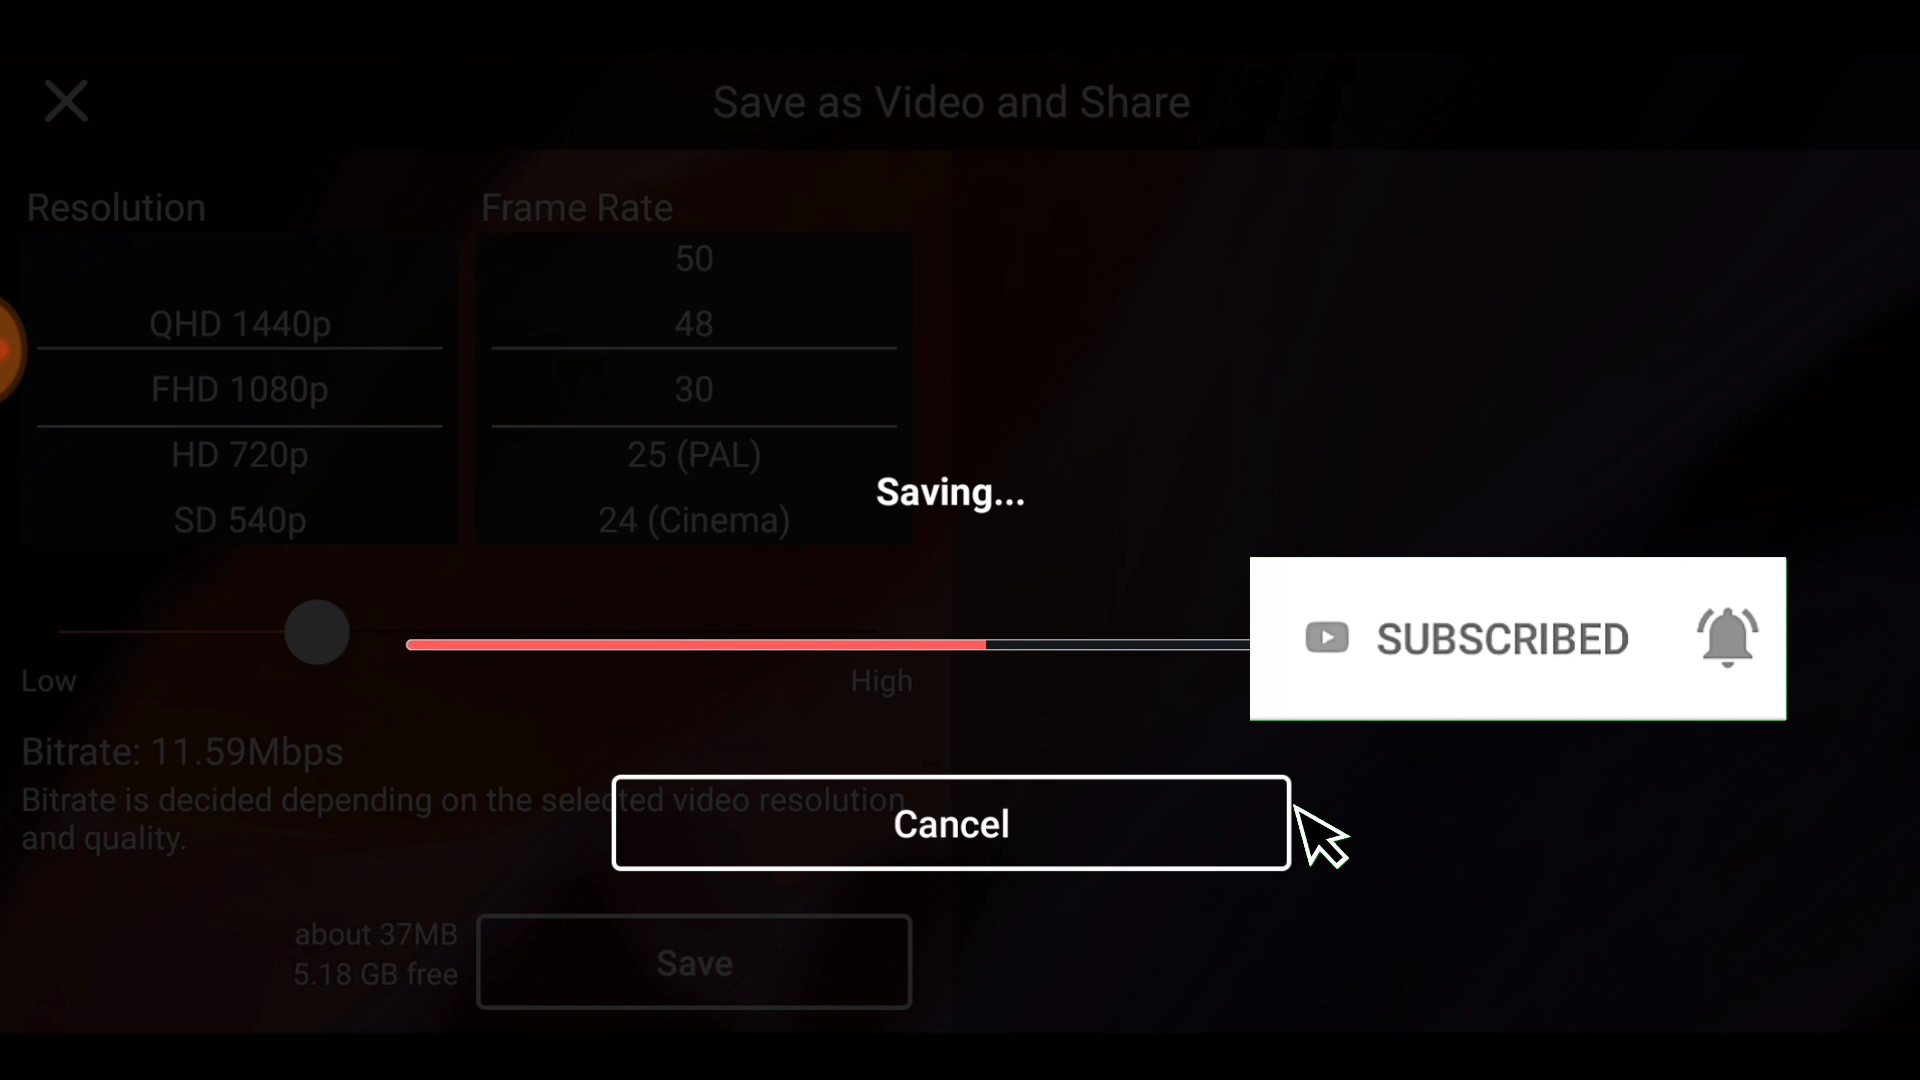 Save as Video and Share
Resolution
Frame Rate
50
QHD 1440p
48
FHD 1080p
30
HD 720p
25 (PAL)
SD 540p
24 (Cinema)
Saving...
SUBSCRIBED
Low
High
Bitrate: 11.59Mbps
Bitrate is decided depending on the selected video resolution
and quality.
Cancel
about 37MB
5.18 GB free
Save